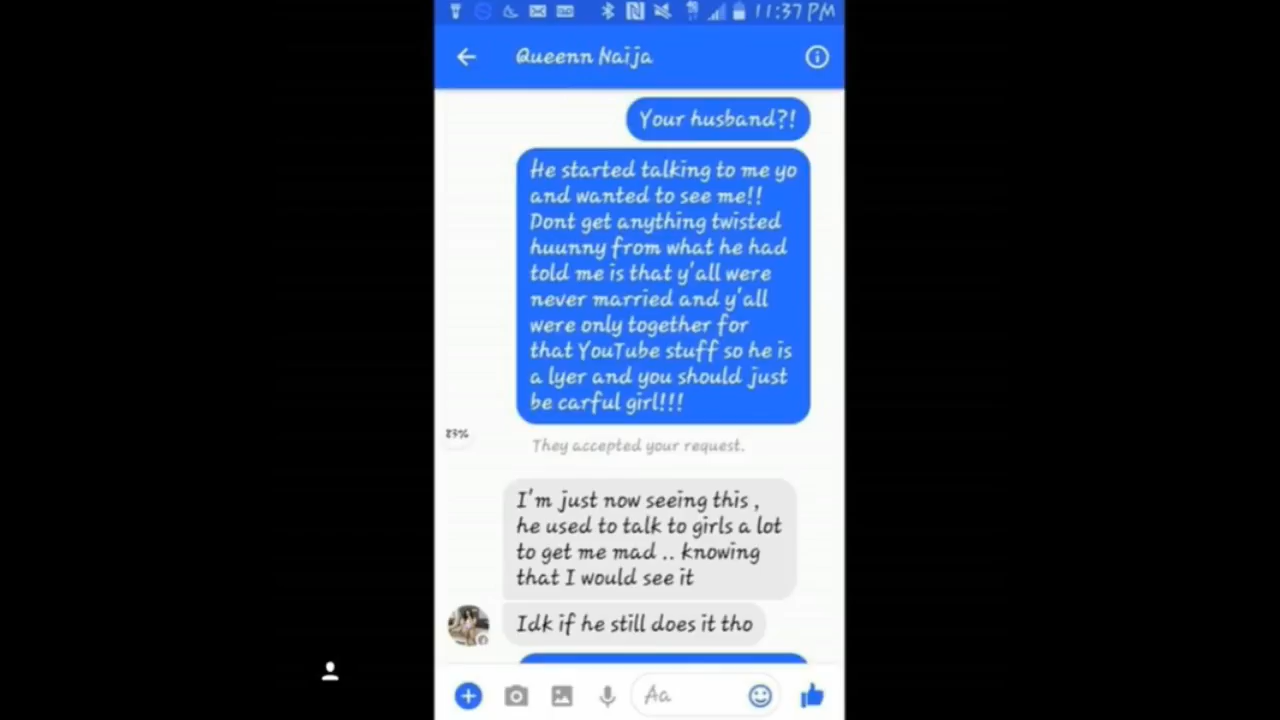 11:37 PM
Queenn Naija
Your husband?!
He started talking to me yo
and wanted to see me!!
Dont get anything twisted
huunny from what he had
told me is that y'all were
never married and y'all
were only together for
that YouTube stuff so he is
a lyer and you should just
be carful girl!!!
83%
They accepted your request.
I'm just now seeing this ,
he used to talk to girls a lot
to get me mad .. knowing
that I would see it
Idk if he still does it tho
Aa